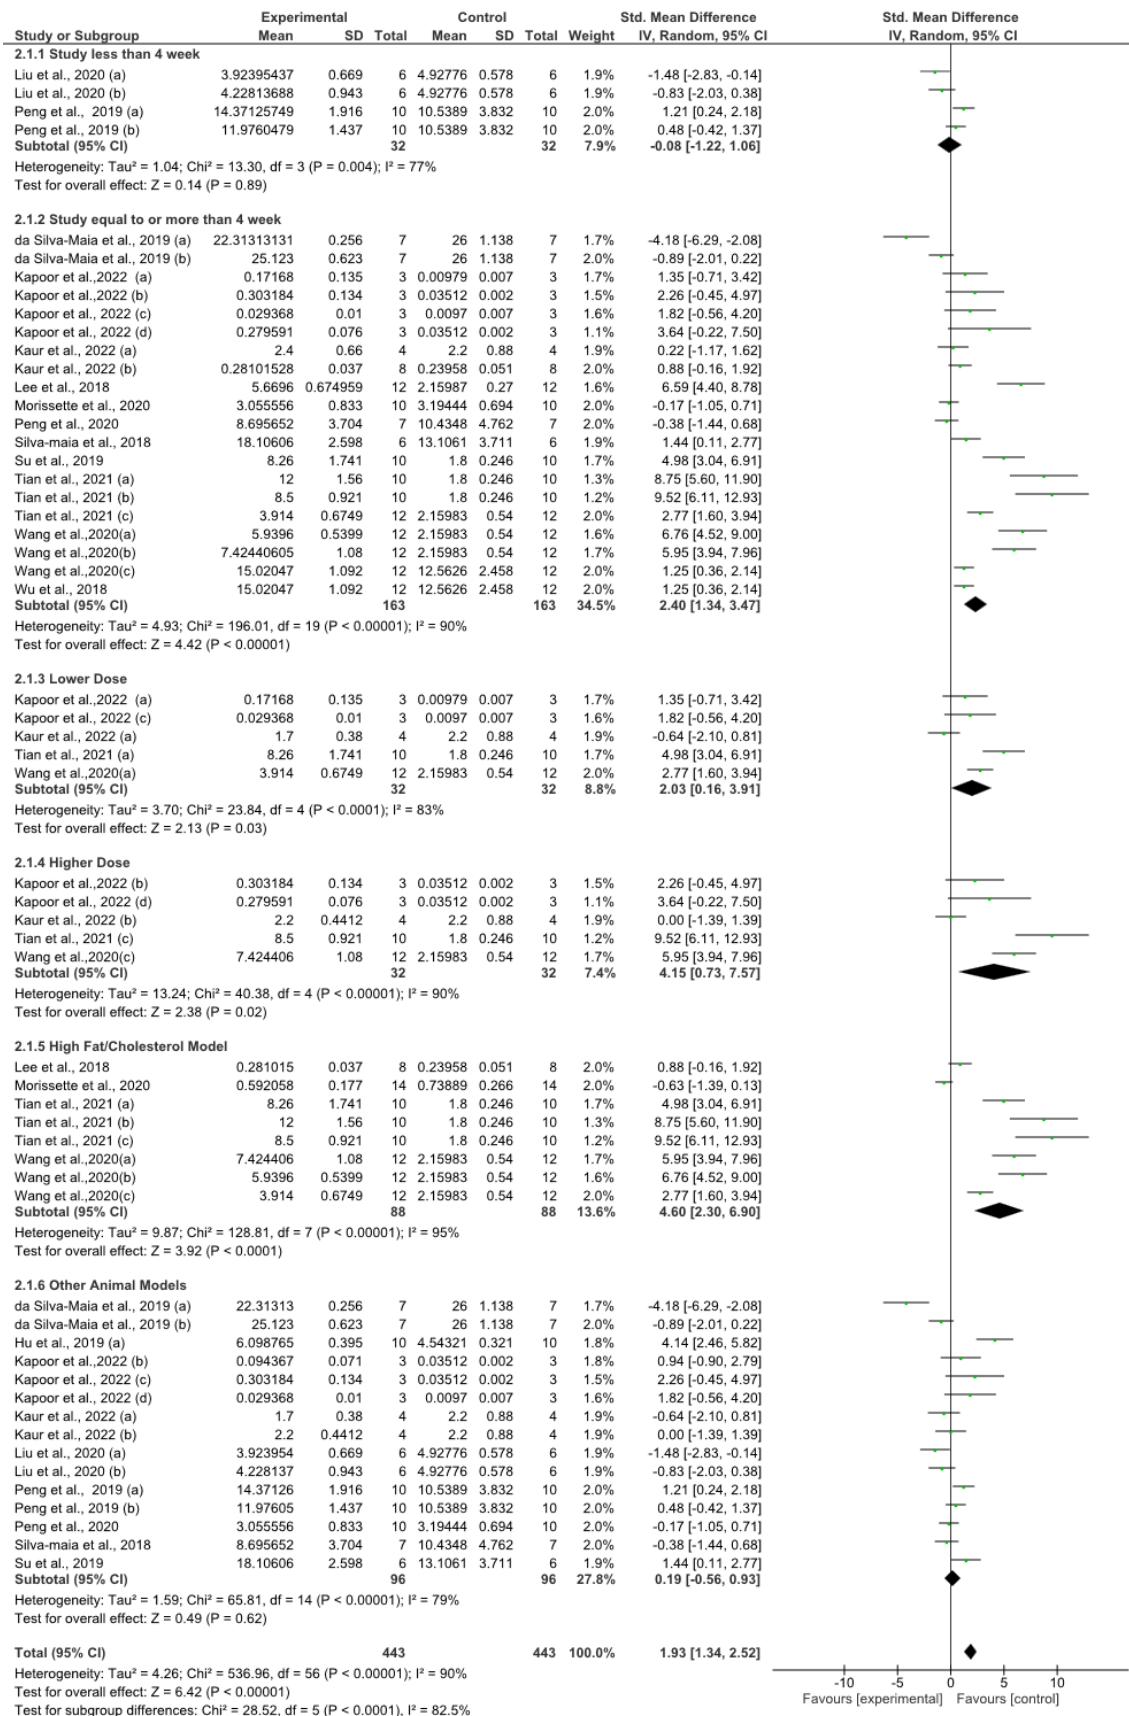 Experimental Control Std. Mean Difference Std. Mean Difference
Study or Subgroup Mean SD Total Mean SD Total Weight IV, Random, 95% CI IV, Random, 95% CI
2.1.1 Study less than 4 week
Liu et al., 2020 (a) 3.92395437 0.669 6 4.92776 0.578 6 1.9% -1.48 [-2.83, -0.14]
Liu et al., 2020 (b) 4.22813688 0.943 6 4.92776 0.578 6 1.9% -0.83 [-2.03, 0.38]
Peng et al., 2019 (a) 14.37125749 1.916 10 10.5389 3.832 10 2.0% 1.21 [0.24, 2.18]
Peng et al., 2019 (b) 11.9760479 1.437 10 10.5389 3.832 10 2.0% 0.48 [-0.42, 1.37]
Subtotal (95% CI) 32 32 7.9% -0.08 [-1.22, 1.06]
Heterogeneity: Tau² = 1.04; Chi² = 13.30, df = 3 (P = 0.004); I² = 77%
Test for overall effect: Z = 0.14 (P = 0.89)
2.1.2 Study equal to or more than 4 week
da Silva-Maia et al., 2019 (a) 22.31313131 0.256 7 26 1.138 7 1.7% -4.18 [-6.29, -2.08]
da Silva-Maia et al., 2019 (b) 25.123 0.623 7 26 1.138 7 2.0% -0.89 [-2.01, 0.22]
Kapoor et al.,2022 (a) 0.17168 0.135 3 0.00979 0.007 3 1.7% 1.35 [-0.71, 3.42]
Kapoor et al.,2022 (b) 0.303184 0.134 3 0.03512 0.002 3 1.5% 2.26 [-0.45, 4.97]
Kapoor et al.,2022 (c) 0.029368 0.01 3 0.0097 0.007 3 1.6% 1.82 [-0.56, 4.20]
Kapoor et al.,2022 (d) 0.279591 0.076 3 0.03512 0.002 3 1.1% 3.64 [-0.22, 7.50]
Kaur et al., 2022 (a) 2.4 0.66 4 2.2 0.88 4 1.9% 0.22 [-1.17, 1.62]
Kaur et al., 2022 (b) 0.28101528 0.037 8 0.23958 0.051 8 2.0% 0.88 [-0.16, 1.92]
Lee et al., 2018 5.6696 0.674959 12 2.15987 0.27 12 1.6% 6.59 [4.40, 8.78]
Morissette et al., 2020 3.055556 0.833 10 3.19444 0.694 10 2.0% -0.17 [-1.05, 0.71]
Peng et al., 2020 8.695652 3.704 7 10.4348 4.762 7 2.0% -0.38 [-1.44, 0.68]
Silva-maia et al., 2018 18.10606 2.598 6 13.1061 3.711 6 1.9% 1.44 [0.11, 2.77]
Su et al., 2019 8.26 1.741 10 1.8 0.246 10 1.7% 4.98 [3.04, 6.91]
Tian et al., 2021 (a) 12 1.56 10 1.8 0.246 10 1.3% 8.75 [5.60, 11.90]
Tian et al., 2021 (b) 8.5 0.921 10 1.8 0.246 10 1.2% 9.52 [6.11, 12.93]
Tian et al., 2021 (c) 3.914 0.6749 12 2.15983 0.54 12 2.0% 2.77 [1.60, 3.94]
Wang et al.,2020(a) 5.9396 0.5399 12 2.15983 0.54 12 1.6% 6.76 [4.52, 9.00]
Wang et al.,2020(b) 7.42440605 1.08 12 2.15983 0.54 12 1.7% 5.95 [3.94, 7.96]
Wang et al.,2020(c) 15.02047 1.092 12 12.5626 2.458 12 2.0% 1.25 [0.36, 2.14]
Wu et al., 2018 15.02047 1.092 12 12.5626 2.458 12 2.0% 1.25 [0.36, 2.14]
Subtotal (95% CI) 163 163 34.5% 2.40 [1.34, 3.47]
Heterogeneity: Tau² = 4.93; Chi² = 196.01, df = 19 (P < 0.00001); I² = 90%
Test for overall effect: Z = 4.42 (P < 0.00001)
2.1.3 Lower Dose
Kapoor et al.,2022 (a) 0.17168 0.135 3 0.00979 0.007 3 1.7% 1.35 [-0.71, 3.42]
Kapoor et al.,2022 (c) 0.029368 0.01 3 0.0097 0.007 3 1.6% 1.82 [-0.56, 4.20]
Kaur et al., 2022 (a) 1.7 0.38 4 2.2 0.88 4 1.9% -0.64 [-2.10, 0.81]
Tian et al., 2021 (a) 8.26 1.741 10 1.8 0.246 10 1.7% 4.98 [3.04, 6.91]
Wang et al.,2020(a) 3.914 0.6749 12 2.15983 0.54 12 2.0% 2.77 [1.60, 3.94]
Subtotal (95% CI) 32 32 8.8% 2.03 [0.16, 3.91]
Heterogeneity: Tau² = 3.70; Chi² = 23.84, df = 4 (P < 0.0001); I² = 83%
Test for overall effect: Z = 2.13 (P = 0.03)
2.1.4 Higher Dose
Kapoor et al.,2022 (b) 0.303184 0.134 3 0.03512 0.002 3 1.5% 2.26 [-0.45, 4.97]
Kapoor et al.,2022 (d) 0.279591 0.076 3 0.03512 0.002 3 1.1% 3.64 [-0.22, 7.50]
Kaur et al., 2022 (b) 2.2 0.4412 4 2.2 0.88 4 1.9% 0.00 [-1.39, 1.39]
Tian et al., 2021 (c) 8.5 0.921 10 1.8 0.246 10 1.2% 9.52 [6.11, 12.93]
Wang et al.,2020(c) 7.424406 1.08 12 2.15983 0.54 12 1.7% 5.95 [3.94, 7.96]
Subtotal (95% CI) 32 32 7.4% 4.15 [0.73, 7.57]
Heterogeneity: Tau² = 13.24; Chi² = 40.38, df = 4 (P < 0.00001); I² = 90%
Test for overall effect: Z = 2.38 (P = 0.02)
2.1.5 High Fat/Cholesterol Model
Lee et al., 2018 0.281015 0.037 8 0.23958 0.051 8 2.0% 0.88 [-0.16, 1.92]
Morissette et al., 2020 0.592058 0.177 14 0.73889 0.266 14 2.0% -0.63 [-1.39, 0.13]
Tian et al., 2021 (a) 8.26 1.741 10 1.8 0.246 10 1.7% 4.98 [3.04, 6.91]
Tian et al., 2021 (b) 12 1.56 10 1.8 0.246 10 1.3% 8.75 [5.60, 11.90]
Tian et al., 2021 (c) 8.5 0.921 10 1.8 0.246 10 1.2% 9.52 [6.11, 12.93]
Wang et al.,2020(a) 7.424406 1.08 12 2.15983 0.54 12 1.7% 5.95 [3.94, 7.96]
Wang et al.,2020(b) 5.9396 0.5399 12 2.15983 0.54 12 1.6% 6.76 [4.52, 9.00]
Wang et al.,2020(c) 3.914 0.6749 12 2.15983 0.54 12 2.0% 2.77 [1.60, 3.94]
Subtotal (95% CI) 88 88 13.6% 4.60 [2.30, 6.90]
Heterogeneity: Tau² = 9.87; Chi² = 128.81, df = 7 (P < 0.00001); I² = 95%
Test for overall effect: Z = 3.92 (P < 0.0001)
2.1.6 Other Animal Models
da Silva-Maia et al., 2019 (a) 22.31313 0.256 7 26 1.138 7 1.7% -4.18 [-6.29, -2.08]
da Silva-Maia et al., 2019 (b) 25.123 0.623 7 26 1.138 7 2.0% -0.89 [-2.01, 0.22]
Hu et al., 2019 (a) 6.098765 0.395 10 4.54321 0.321 10 1.8% 4.14 [2.46, 5.82]
Kapoor et al.,2022 (b) 0.094367 0.071 3 0.03512 0.002 3 1.8% 0.94 [-0.90, 2.79]
Kapoor et al.,2022 (c) 0.303184 0.134 3 0.03512 0.002 3 1.5% 2.26 [-0.45, 4.97]
Kapoor et al.,2022 (d) 0.029368 0.01 3 0.0097 0.007 3 1.6% 1.82 [-0.56, 4.20]
Kaur et al., 2022 (a) 1.7 0.38 4 2.2 0.88 4 1.9% -0.64 [-2.10, 0.81]
Kaur et al., 2022 (b) 2.2 0.4412 4 2.2 0.88 4 1.9% 0.00 [-1.39, 1.39]
Liu et al., 2020 (a) 3.923954 0.669 6 4.92776 0.578 6 1.9% -1.48 [-2.83, -0.14]
Liu et al., 2020 (b) 4.228137 0.943 6 4.92776 0.578 6 1.9% -0.83 [-2.03, 0.38]
Peng et al., 2019 (a) 14.37126 1.916 10 10.5389 3.832 10 2.0% 1.21 [0.24, 2.18]
Peng et al., 2019 (b) 11.97605 1.437 10 10.5389 3.832 10 2.0% 0.48 [-0.42, 1.37]
Peng et al., 2020 3.055556 0.833 10 3.19444 0.694 10 2.0% -0.17 [-1.05, 0.71]
Silva-maia et al., 2018 8.695652 3.704 7 10.4348 4.762 7 2.0% -0.38 [-1.44, 0.68]
Su et al., 2019 18.10606 2.598 6 13.1061 3.711 6 1.9% 1.44 [0.11, 2.77]
Subtotal (95% CI) 96 96 27.8% 0.19 [-0.56, 0.93]
Heterogeneity: Tau² = 1.59; Chi² = 65.81, df = 14 (P < 0.00001); I² = 79%
Test for overall effect: Z = 0.49 (P = 0.62)
Total (95% CI) 443 443 100.0% 1.93 [1.34, 2.52]
Heterogeneity: Tau² = 4.26; Chi² = 536.96, df = 56 (P < 0.00001); I² = 90%
-10 -5 0 5 10
Test for overall effect: Z = 6.42 (P < 0.00001)
Favours [experimental] Favours [control]
Test for subgroup differences: Chi² = 28.52, df = 5 (P < 0.0001), I² = 82.5%